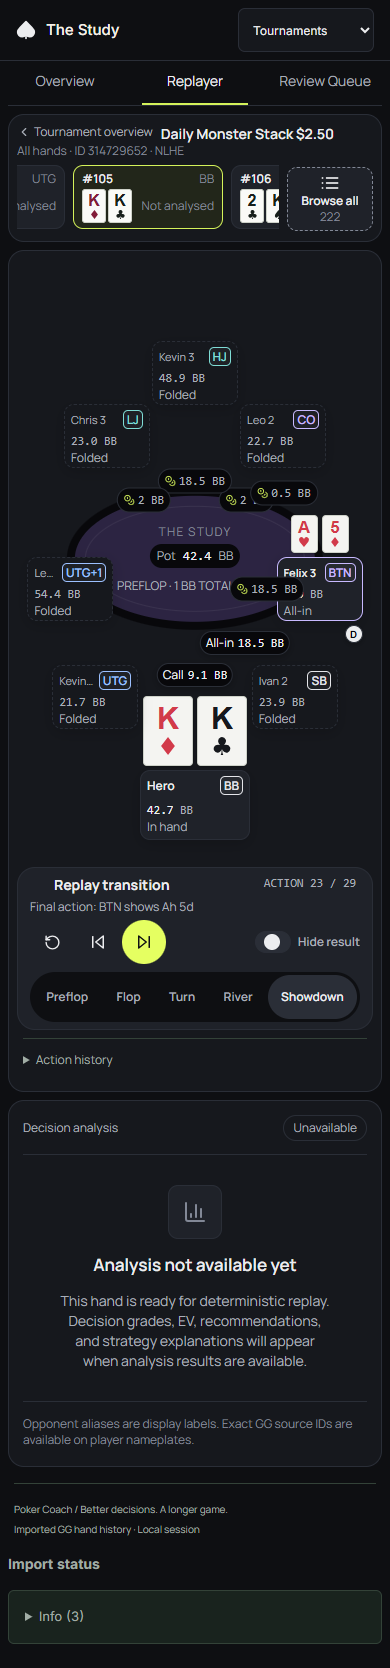 The Study
Tournaments
Overview
Replayer
Review Queue
Tournament overview
Daily Monster Stack $2.50
All hands · ID 314729652 · NLHE
UTG
nalysed
#105
BB
K K
Not analysed
#106
2 K
Browse all
222
Kevin 3 HJ
48.9 BB
Folded
Chris 3 LJ
23.0 BB
Folded
Leo 2 CO
22.7 BB
Folded
18.5 BB
2 BB
2
0.5 BB
THE STUDY
Pot 42.4 BB
PREFLOP · 1 BB TOTAL
A 5
Le... UTG+1
54.4 BB
Folded
Felix 3 BTN
BB
All-in
18.5 BB
D
All-in 18.5 BB
Call 9.1 BB
Kevin... UTG
21.7 BB
Folded
Ivan 2 SB
23.9 BB
Folded
K K
Hero BB
42.7 BB
In hand
Replay transition
ACTION 23 / 29
Final action: BTN shows Ah 5d
Hide result
Preflop
Flop
Turn
River
Showdown
Action history
Decision analysis
Unavailable
Analysis not available yet
This hand is ready for deterministic replay.
Decision grades, EV, recommendations,
and strategy explanations will appear
when analysis results are available.
Opponent aliases are display labels. Exact GG source IDs are
available on player nameplates.
Poker Coach / Better decisions. A longer game.
Imported GG hand history · Local session
Import status
Info (3)